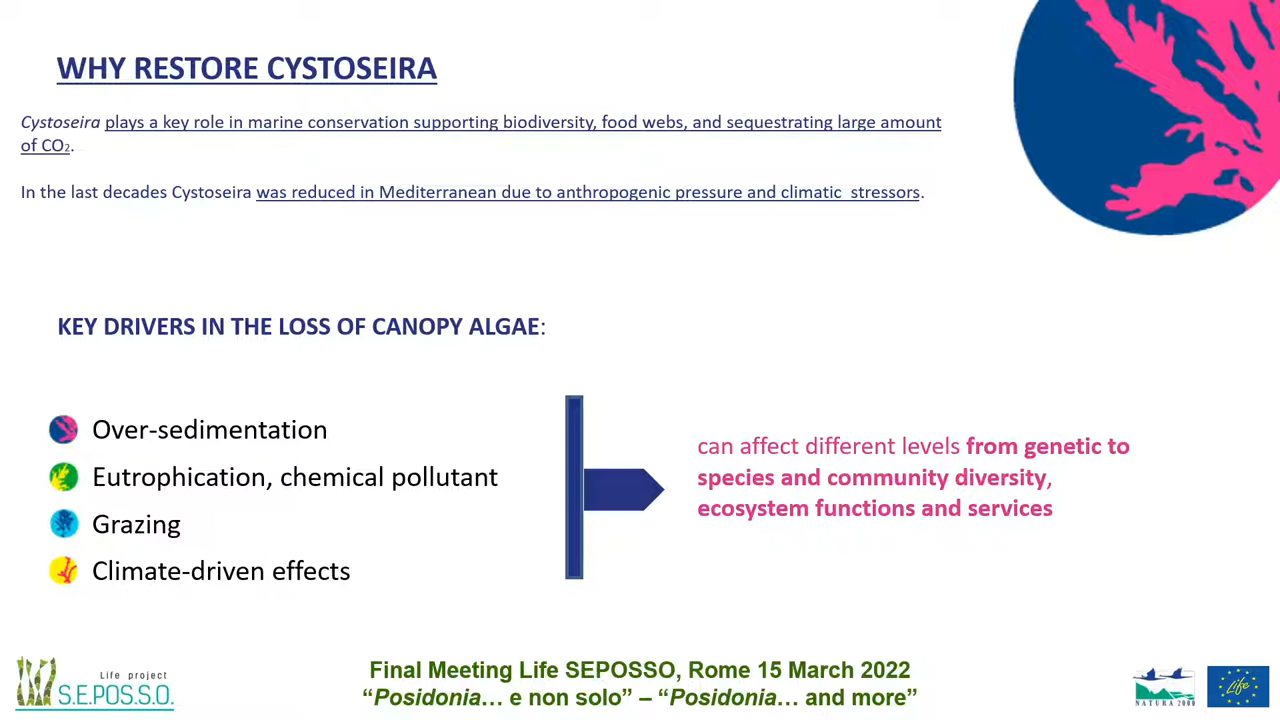 WHY RESTORE CYSTOSEIRA
Cystoseira plays a key role in marine conservation supporting biodiversity, food webs, and sequestrating large amount
of CO₂.
In the last decades Cystoseira was reduced in Mediterranean due to anthropogenic pressure and climatic stressors.
KEY DRIVERS IN THE LOSS OF CANOPY ALGAE:
Over-sedimentation
Eutrophication, chemical pollutant
Grazing
Climate-driven effects
can affect different levels from genetic to
species and community diversity,
ecosystem functions and services
Life project
S.E.POS.S.O.
Final Meeting Life SEPOSSO, Rome 15 March 2022
“Posidonia… e non solo” – “Posidonia… and more”
NATURA 2000
Life